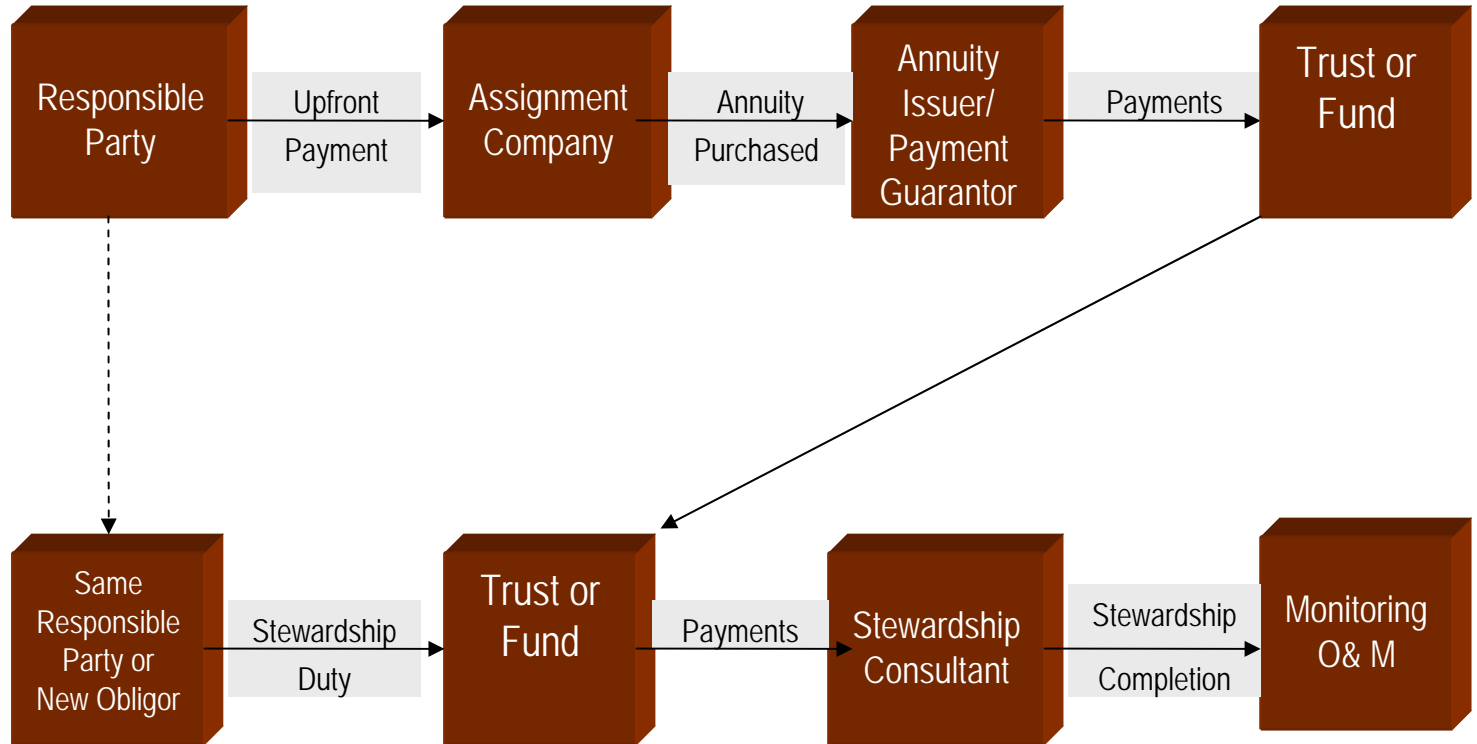 Responsible
Party
Upfront
Payment
Assignment
Company
Annuity
Purchased
Annuity
Issuer/
Payment
Guarantor
Payments
Trust or
Fund
Same
Responsible
Party or
New Obligor
Stewardship
Duty
Trust or
Fund
Payments
Stewardship
Consultant
Stewardship
Completion
Monitoring
O& M